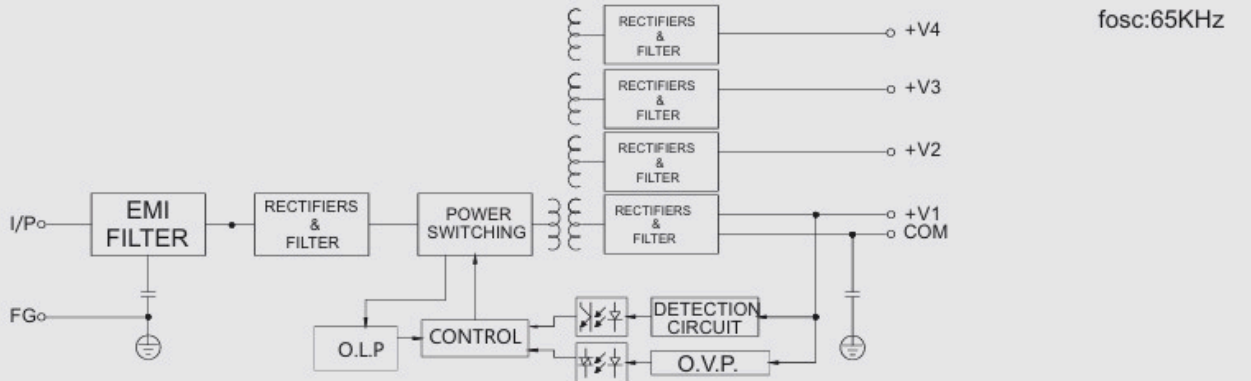 fosc:65KHz
RECTIFIERS
&
FILTER
+V4
RECTIFIERS
&
FILTER
+V3
RECTIFIERS
&
FILTER
+V2
I/P
EMI
FILTER
RECTIFIERS
&
FILTER
POWER
SWITCHING
RECTIFIERS
&
FILTER
+V1
COM
FG
O.L.P
CONTROL
DETECTION
CIRCUIT
O.V.P.